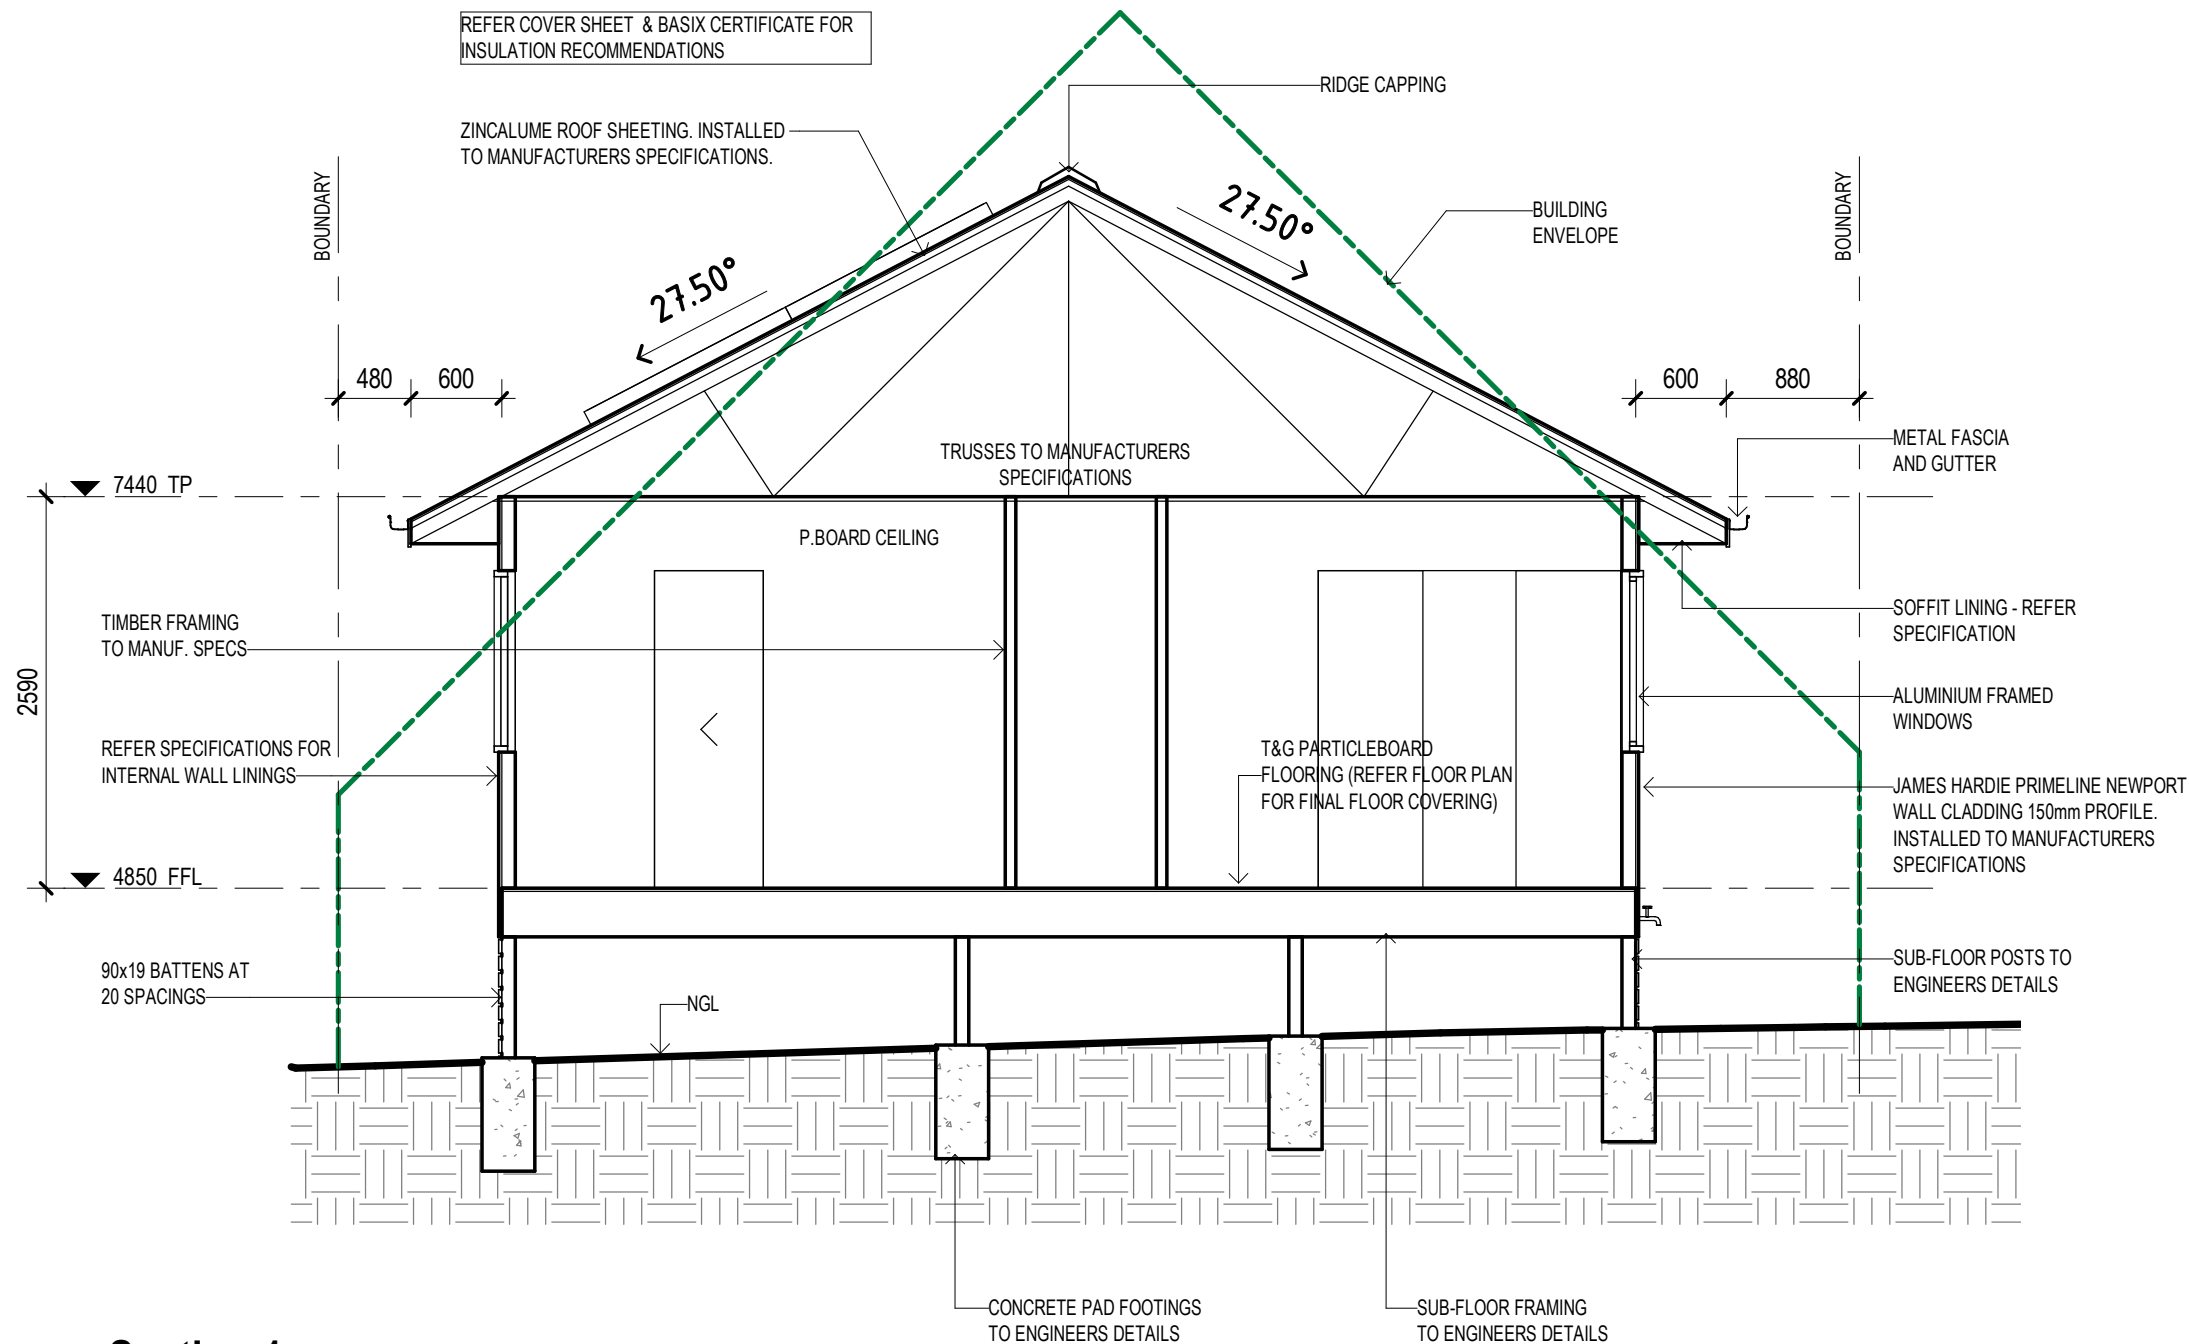 REFER COVER SHEET & BASIX CERTIFICATE FOR
INSULATION RECOMMENDATIONS
RIDGE CAPPING
ZINCALUME ROOF SHEETING. INSTALLED
TO MANUFACTURERS SPECIFICATIONS.
BOUNDARY
BOUNDARY
27.50°
27.50°
BUILDING
ENVELOPE
480
600
600
880
METAL FASCIA
AND GUTTER
TRUSSES TO MANUFACTURERS
SPECIFICATIONS
7440 TP
P.BOARD CEILING
TIMBER FRAMING
TO MANUF. SPECS
SOFFIT LINING - REFER
SPECIFICATION
2590
ALUMINIUM FRAMED
WINDOWS
REFER SPECIFICATIONS FOR
INTERNAL WALL LININGS
T&G PARTICLEBOARD
FLOORING (REFER FLOOR PLAN
FOR FINAL FLOOR COVERING)
JAMES HARDIE PRIMELINE NEWPORT
WALL CLADDING 150mm PROFILE.
INSTALLED TO MANUFACTURERS
SPECIFICATIONS
4850 FFL
90x19 BATTENS AT
20 SPACINGS
NGL
SUB-FLOOR POSTS TO
ENGINEERS DETAILS
CONCRETE PAD FOOTINGS
TO ENGINEERS DETAILS
SUB-FLOOR FRAMING
TO ENGINEERS DETAILS